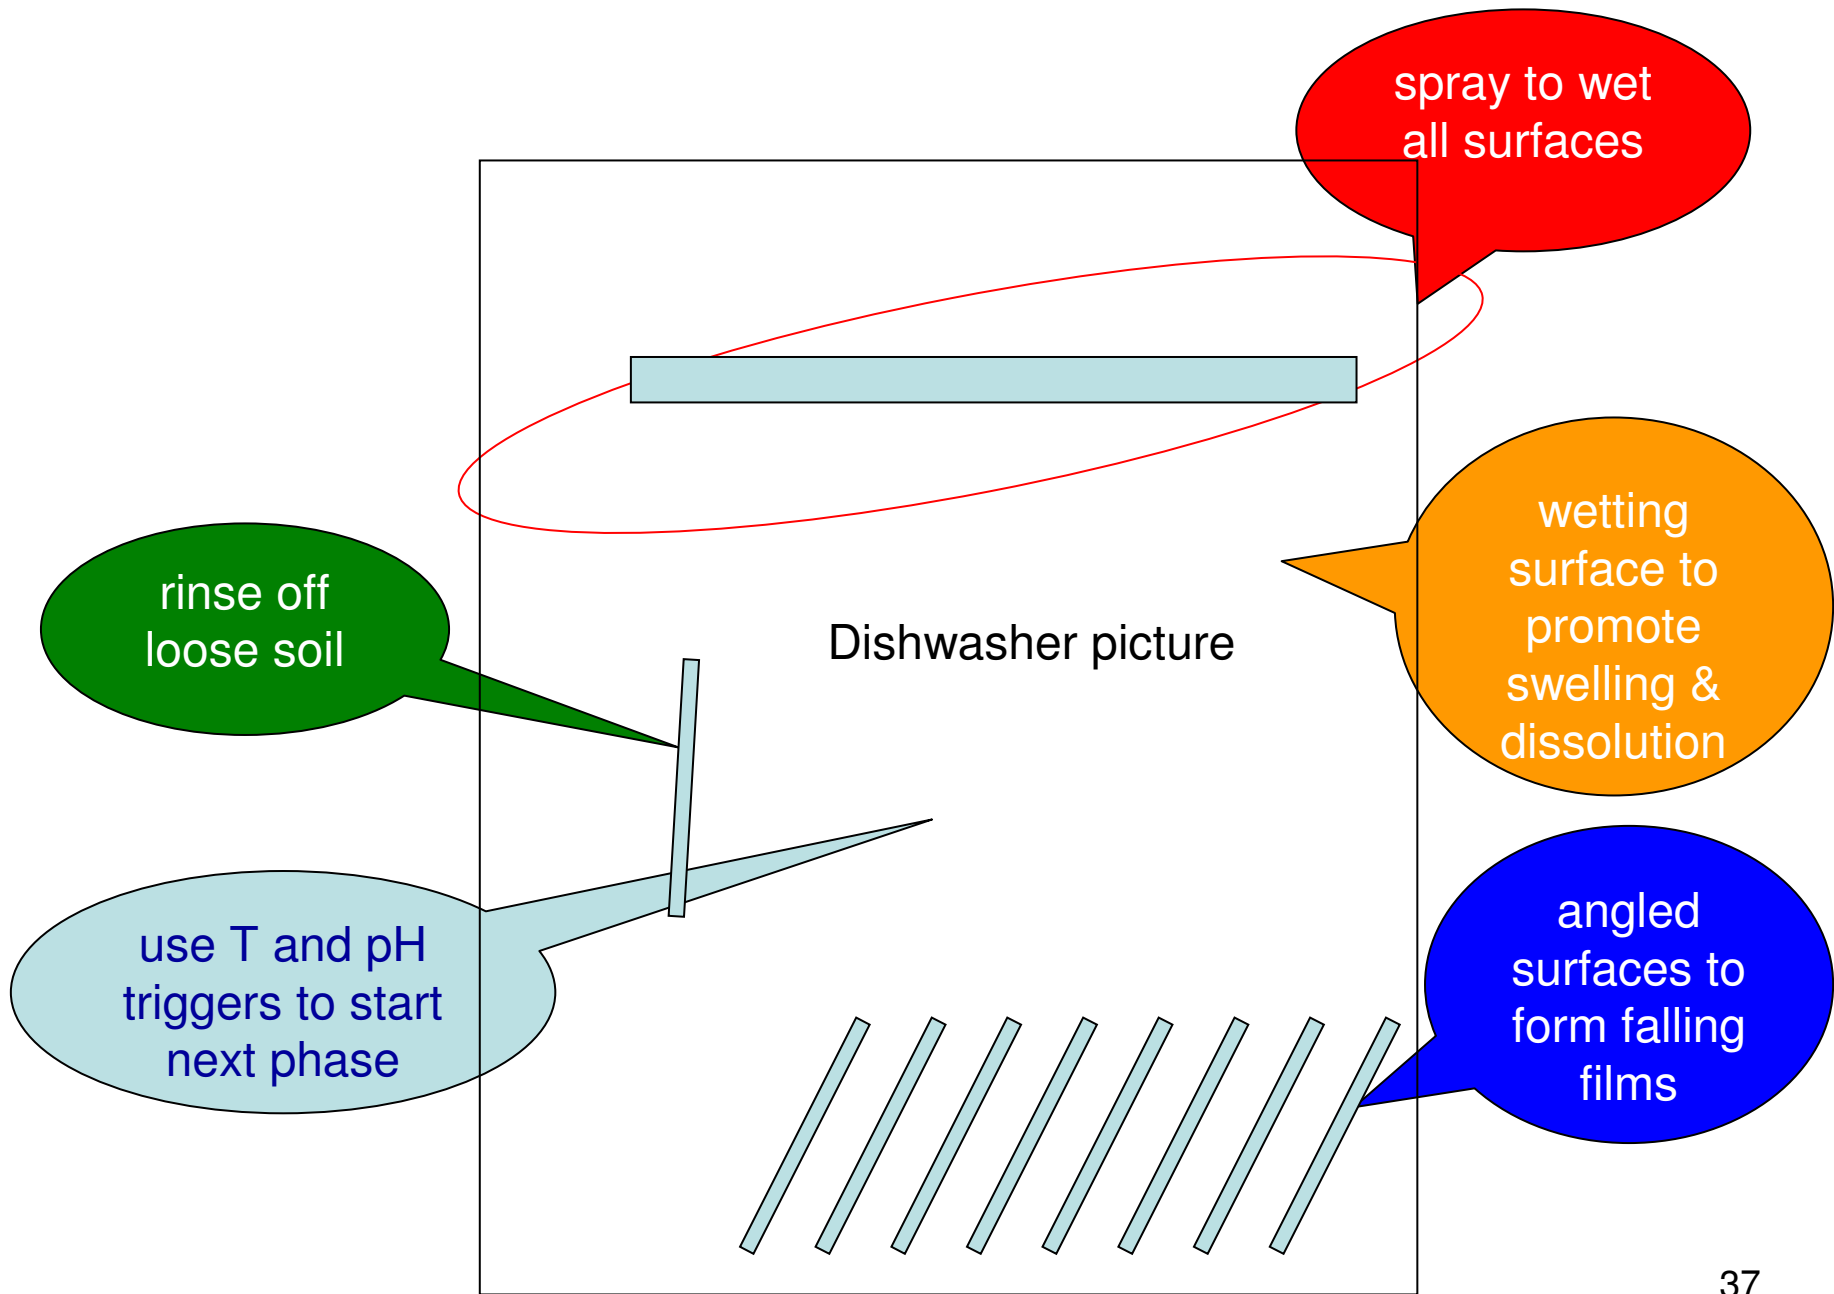 spray to wet
all surfaces
wetting
surface to
promote
swelling &
dissolution
rinse off
loose soil
Dishwasher picture
use T and pH
triggers to start
next phase
angled
surfaces to
form falling
films
37